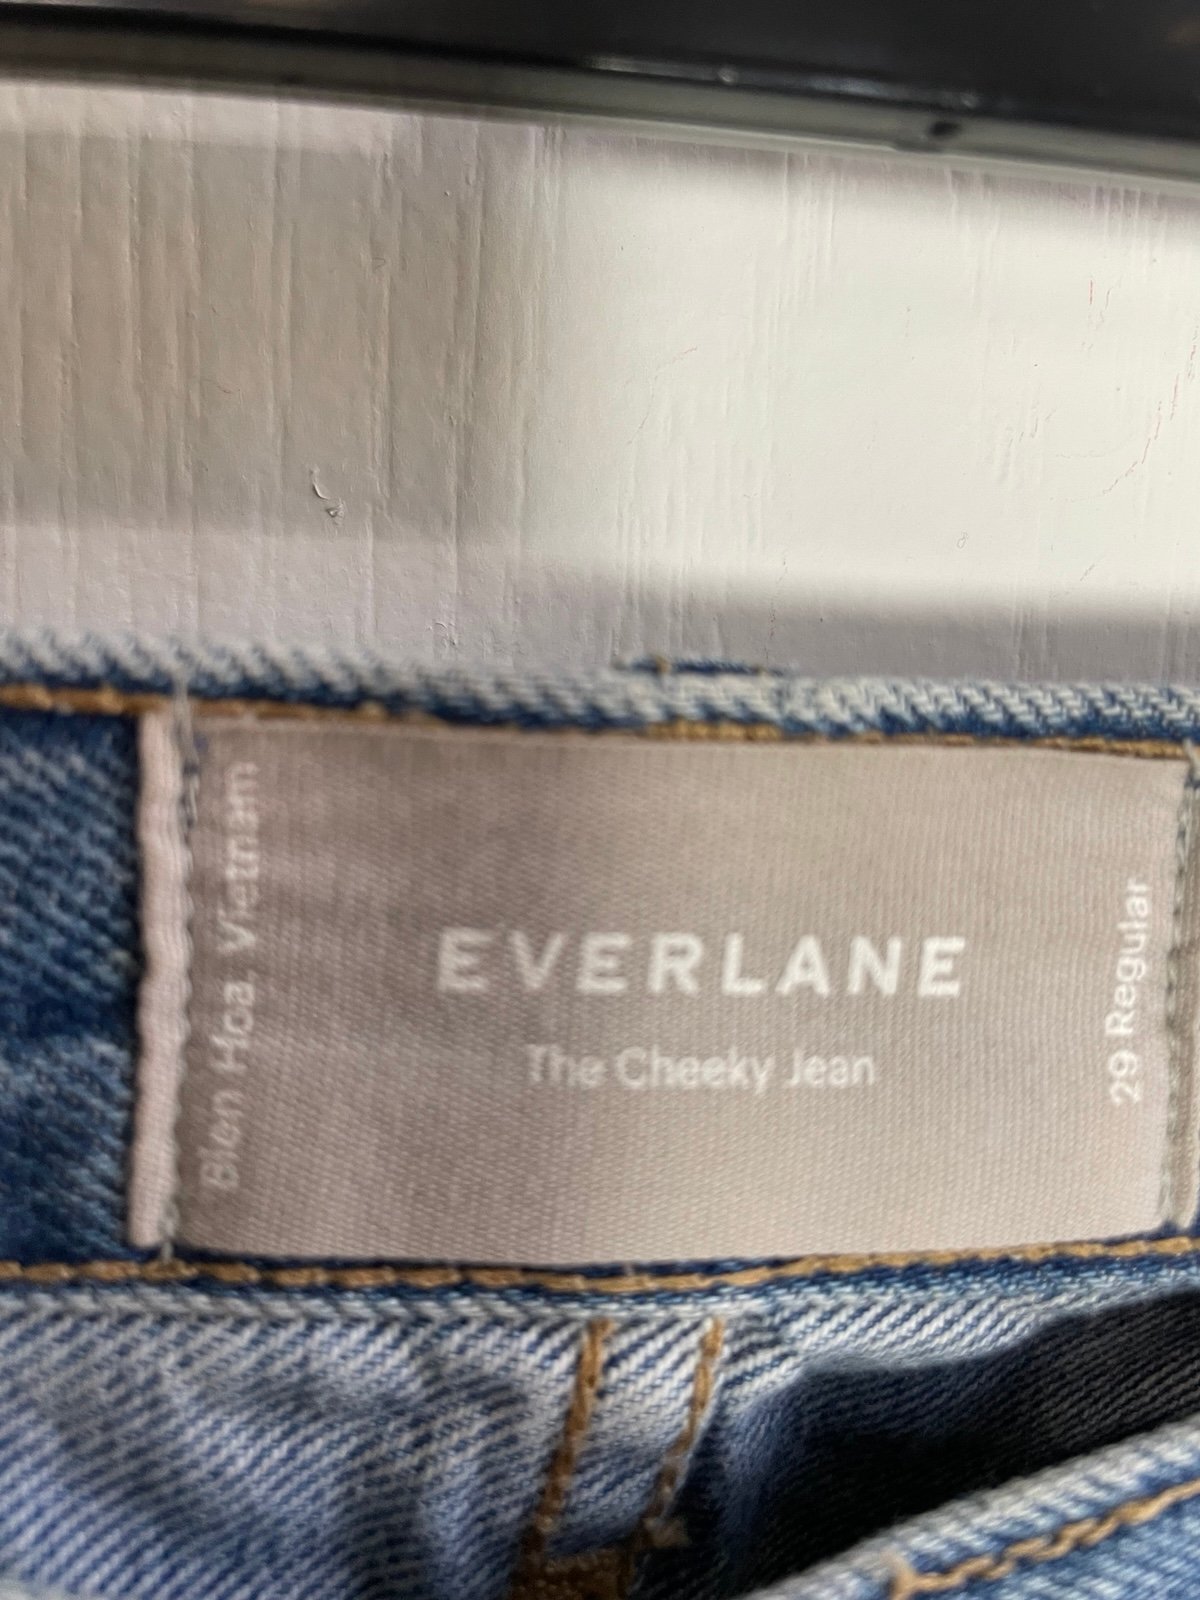 Bien Hoa, Vietnam
EVERLANE
The Cheeky Jean
29 Regular